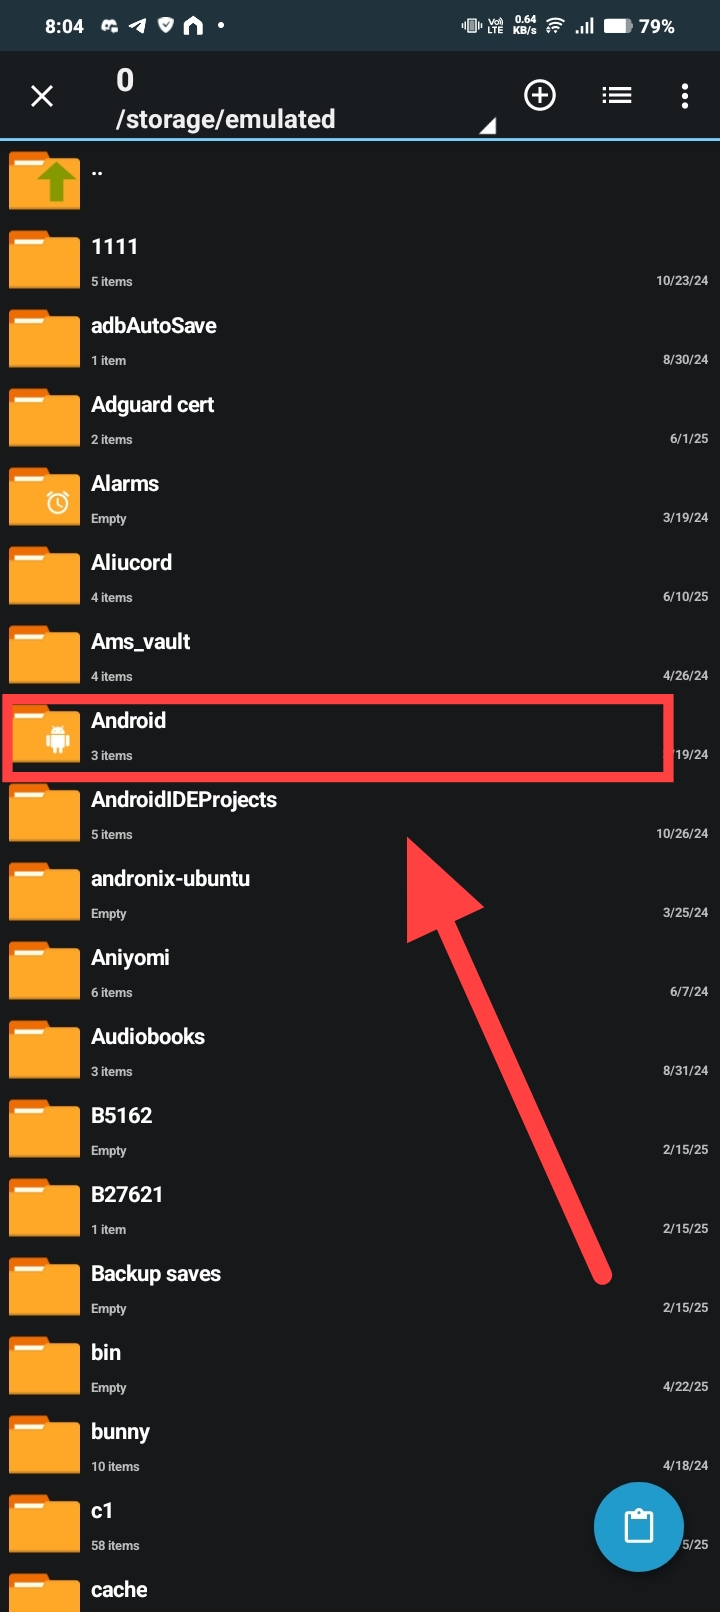 8:04
Vo))
LTE
0.64
KB/s
79%
0
/storage/emulated
..
1111
5 items
10/23/24
adbAutoSave
1 item
8/30/24
Adguard cert
2 items
6/1/25
Alarms
Empty
3/19/24
Aliucord
4 items
6/10/25
Ams_vault
4 items
4/26/24
Android
3 items
/19/24
AndroidIDEProjects
5 items
10/26/24
andronix-ubuntu
Empty
3/25/24
Aniyomi
6 items
6/7/24
Audiobooks
3 items
8/31/24
B5162
Empty
2/15/25
B27621
1 item
2/15/25
Backup saves
Empty
2/15/25
bin
Empty
4/22/25
bunny
10 items
4/18/24
c1
58 items
5/25
cache